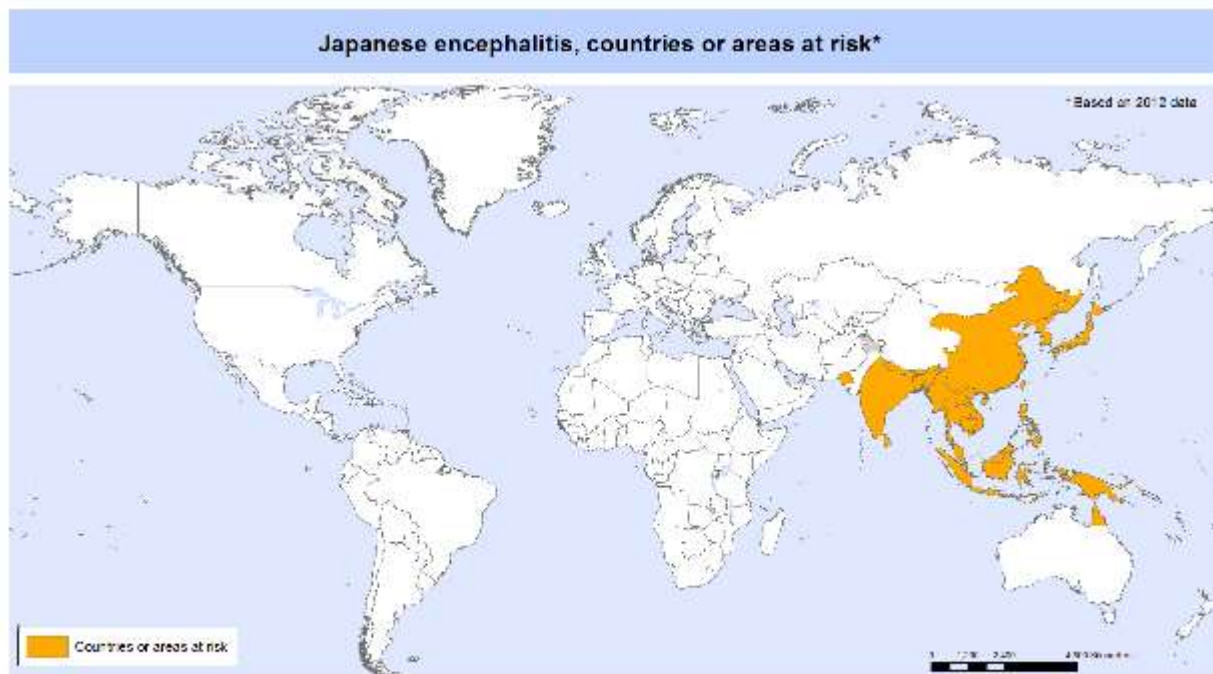 Japanese encephalitis, countries or areas at risk*
* Based on 2012 data
Countries or areas at risk